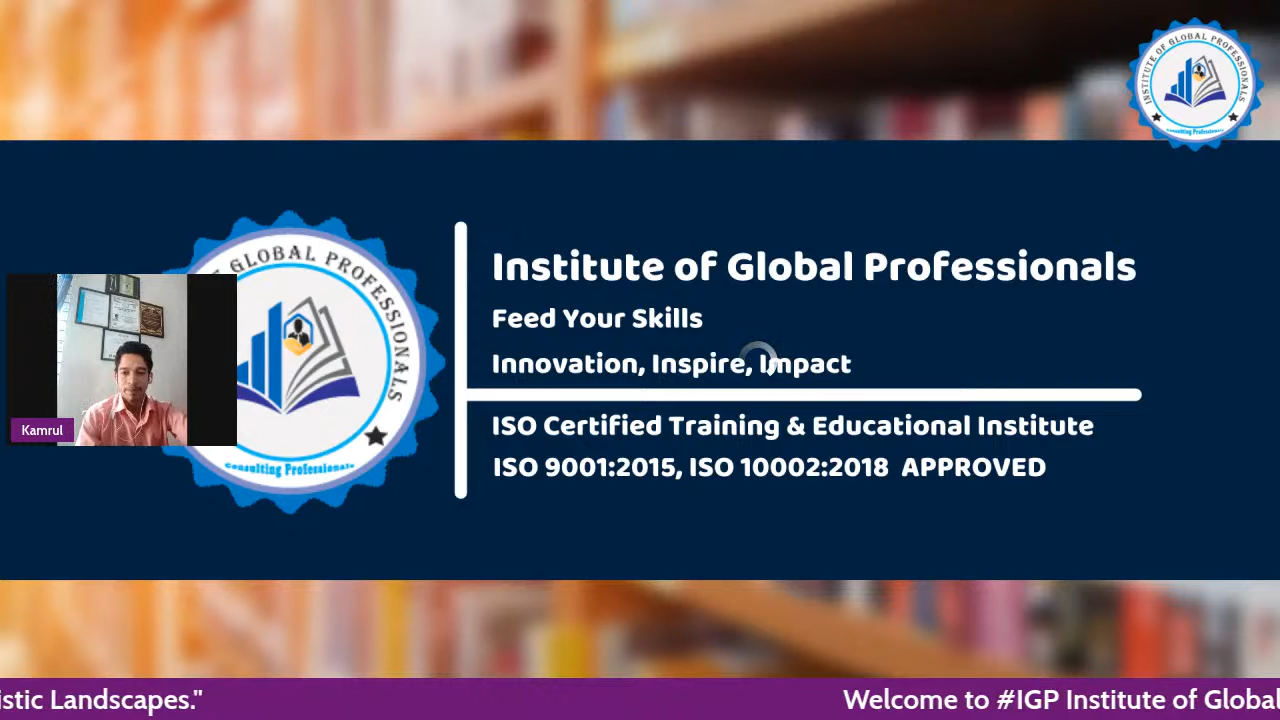 INSTITUTE OF GLOBAL PROFESSIONALS
Consulting Professionals
GLOBAL PROFESSIONALS
Consulting Professionals
Institute of Global Professionals
Feed Your Skills
Innovation, Inspire, Impact
ISO Certified Training & Educational Institute
ISO 9001:2015, ISO 10002:2018 APPROVED
Kamrul
istic Landscapes."
Welcome to #IGP Institute of Global